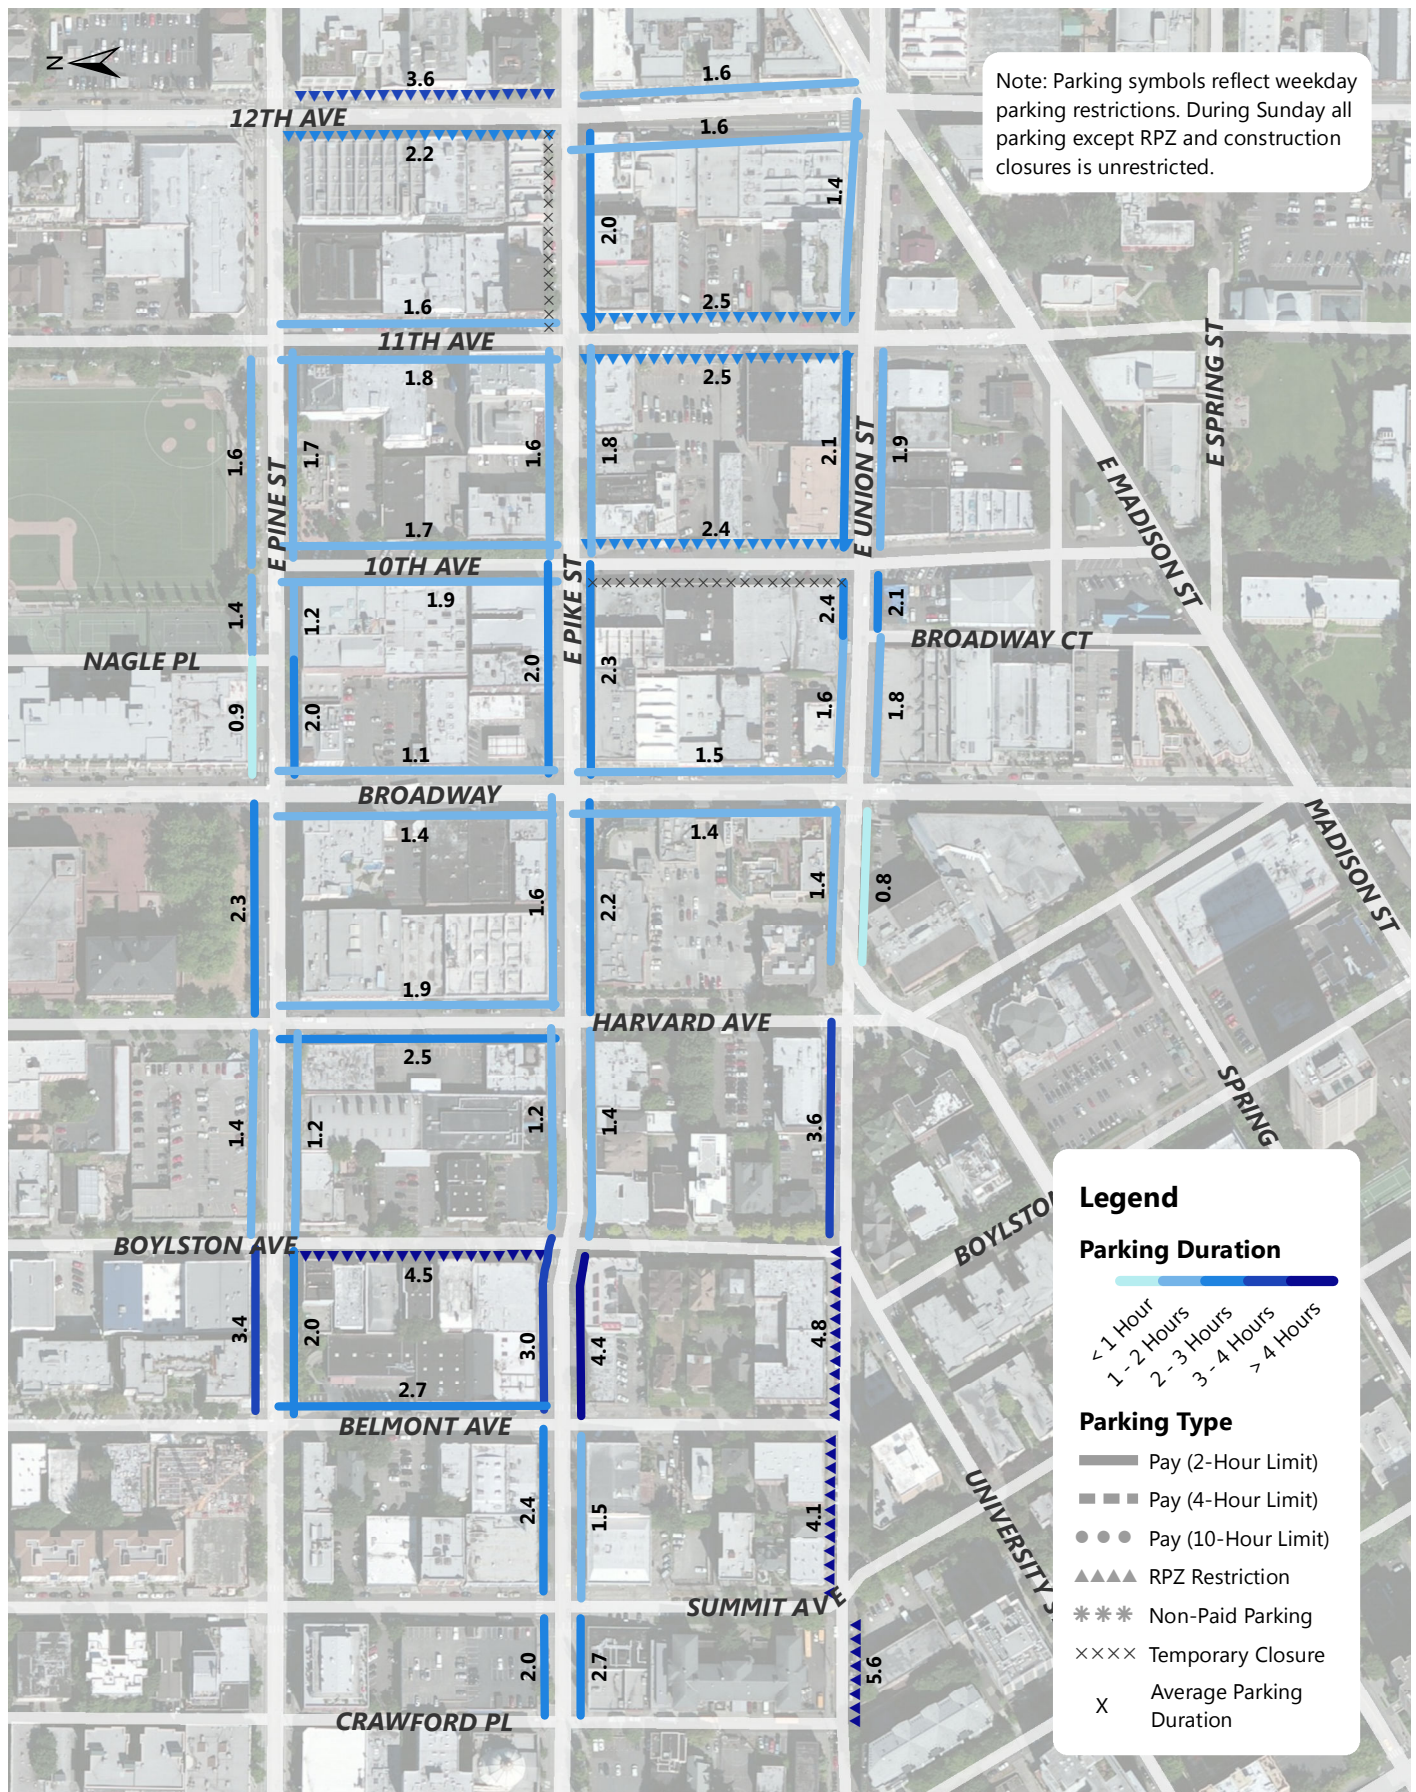 N
Note: Parking symbols reflect weekday
parking restrictions. During Sunday all
parking except RPZ and construction
closures is unrestricted.
3.6
1.6
12TH AVE
2.2
1.6
1.4
2.0
1.6
2.5
11TH AVE
1.8
2.5
1.6
1.7
1.6
1.8
2.1
1.9
E PINE ST
E UNION ST
E SPRING ST
E MADISON ST
1.7
2.4
10TH AVE
E PIKE ST
1.9
1.4
1.2
2.4
2.1
NAGLE PL
BROADWAY CT
0.9
2.0
2.0
2.3
1.6
1.8
1.1
1.5
BROADWAY
MADISON ST
1.4
1.4
2.3
1.6
2.2
1.4
0.8
1.9
HARVARD AVE
2.5
1.4
1.2
1.2
1.4
3.6
SPRING
BOYLSTON AVE
BOYLSTON
4.5
3.4
2.0
3.0
4.4
4.8
2.7
BELMONT AVE
2.4
1.5
4.1
UNIVERSITY S
SUMMIT AVE
2.0
2.7
5.6
CRAWFORD PL
Legend
Parking Duration
< 1 Hour
1 - 2 Hours
2 - 3 Hours
3 - 4 Hours
> 4 Hours
Parking Type
Pay (2-Hour Limit)
Pay (4-Hour Limit)
Pay (10-Hour Limit)
RPZ Restriction
Non-Paid Parking
Temporary Closure
X Average Parking
Duration